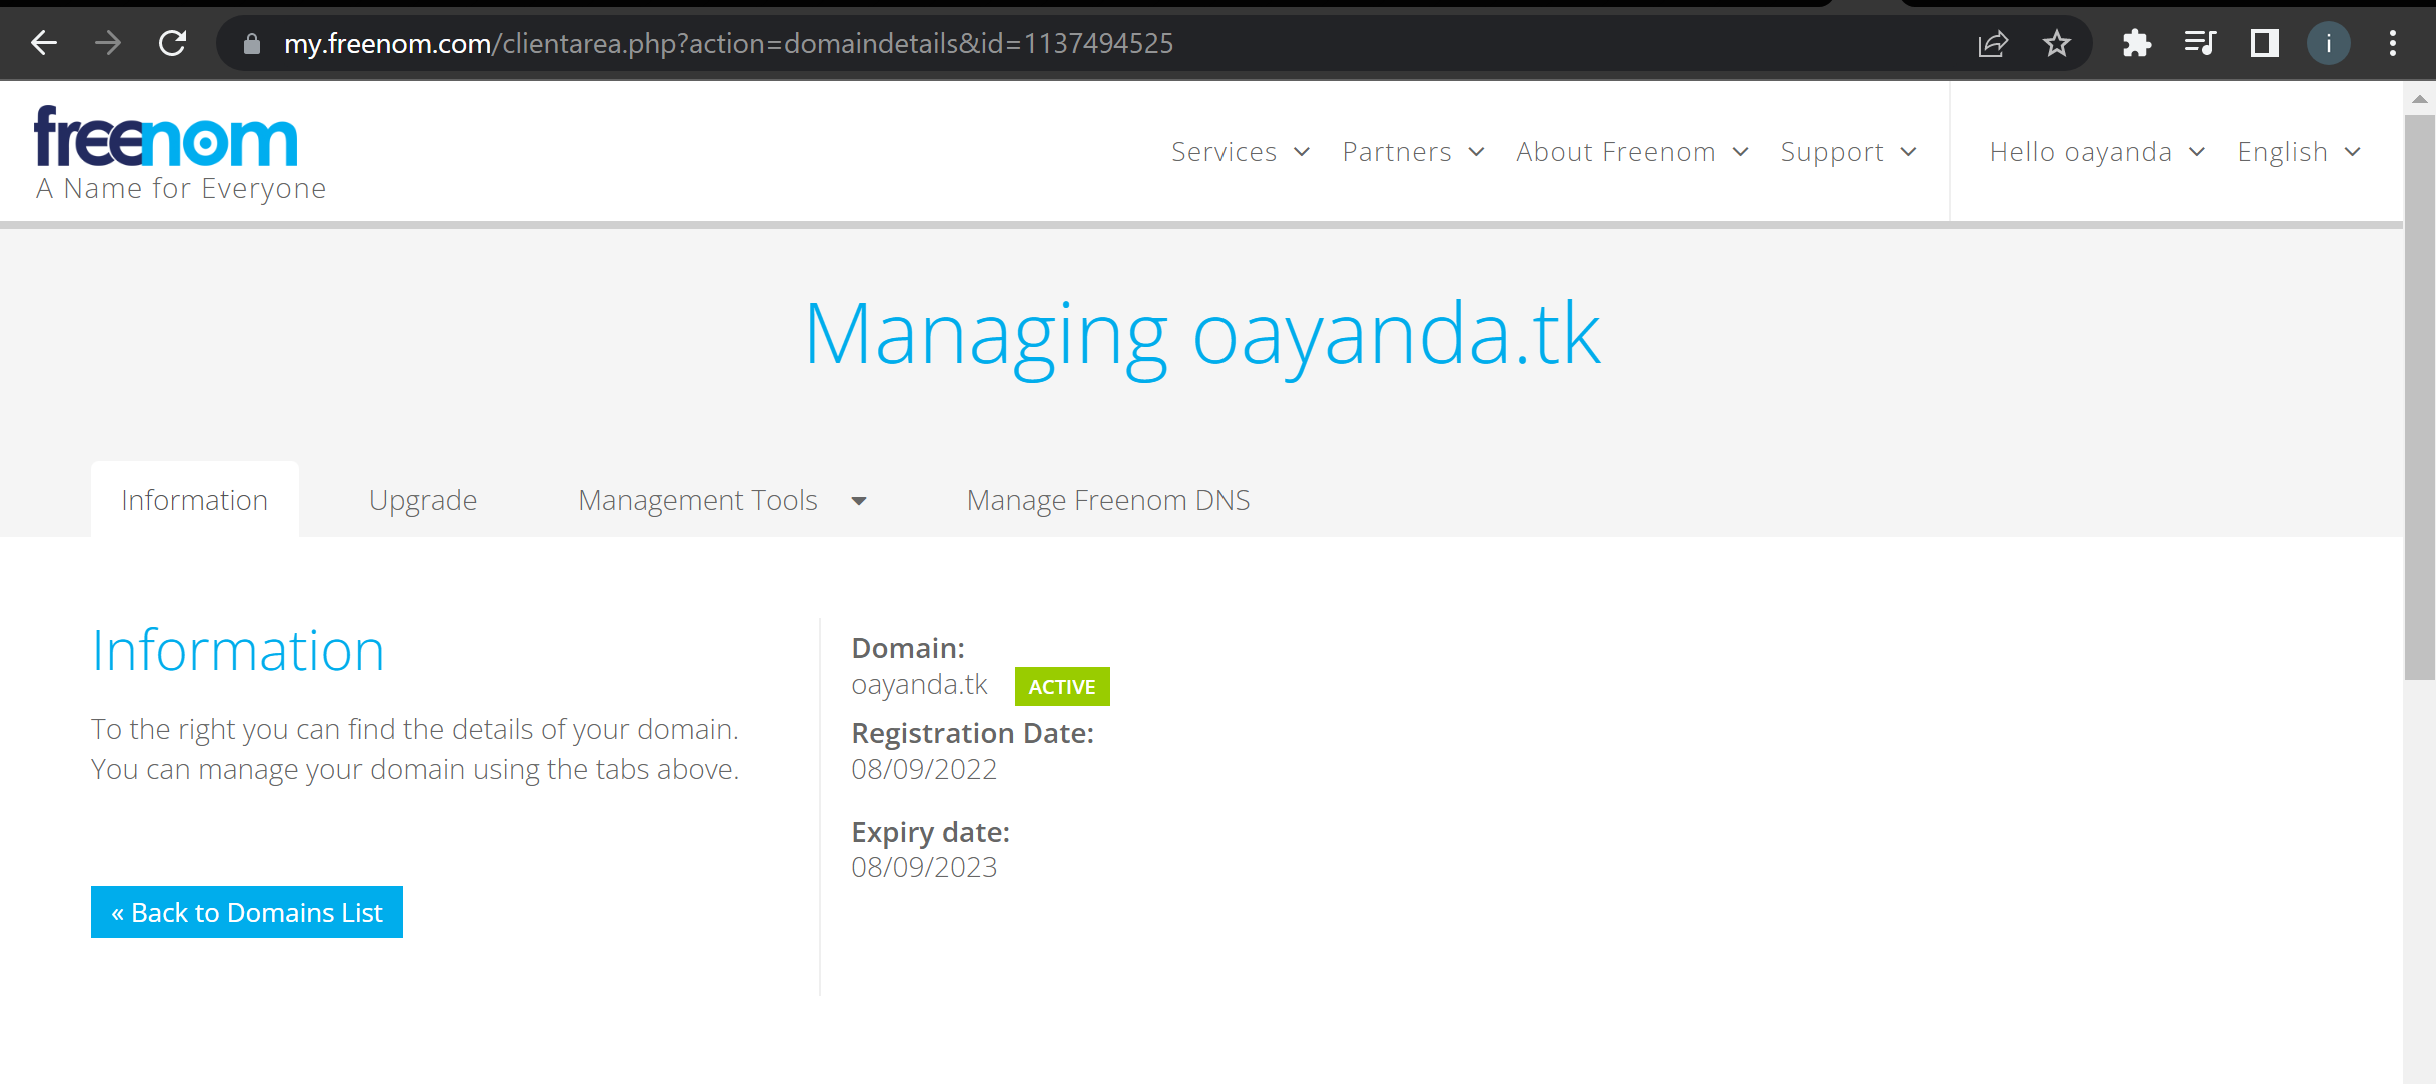 my.freenom.com/clientarea.php?action=domaindetails&id=1137494525
i
freenom
A Name for Everyone
Services
Partners
About Freenom
Support
Hello oayanda
English
Managing oayanda.tk
Information
Upgrade
Management Tools
Manage Freenom DNS
Information
To the right you can find the details of your domain.
You can manage your domain using the tabs above.
« Back to Domains List
Domain:
oayanda.tk ACTIVE
Registration Date:
08/09/2022
Expiry date:
08/09/2023